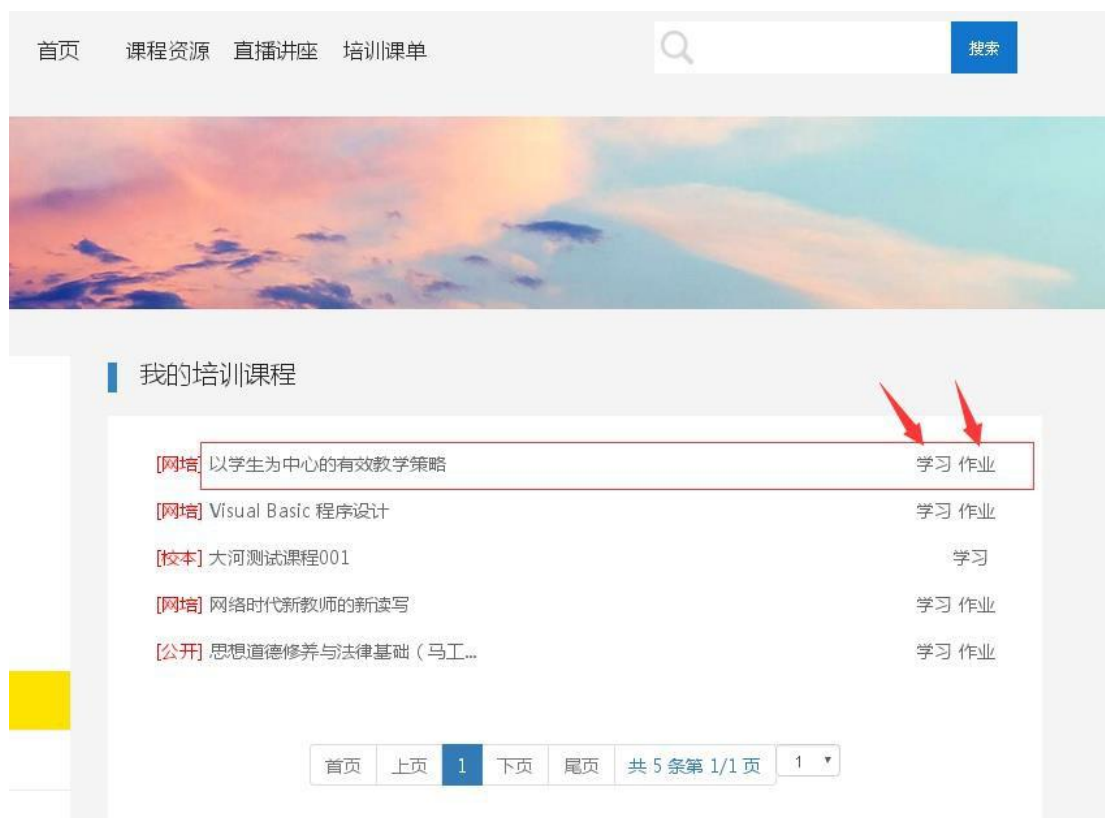 首页 课程资源 直播讲座 培训课单 搜索
我的培训课程
[网培] 以学生为中心的有效教学策略 学习 作业
[网培] Visual Basic 程序设计 学习 作业
[校本] 大河测试课程001 学习
[网培] 网络时代新教师的新读写 学习 作业
[公开] 思想道德修养与法律基础（马工... 学习 作业
首页 上页 1 下页 尾页 共 5 条第 1/1 页 1